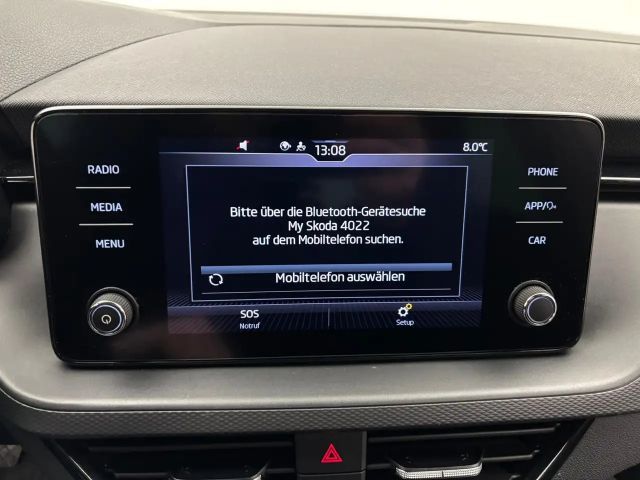 13:08
8.0°C
RADIO
MEDIA
MENU
Bitte über die Bluetooth-Gerätesuche
My Skoda 4022
auf dem Mobiltelefon suchen.
Mobiltelefon auswählen
SOS
Notruf
Setup
PHONE
APP/
CAR